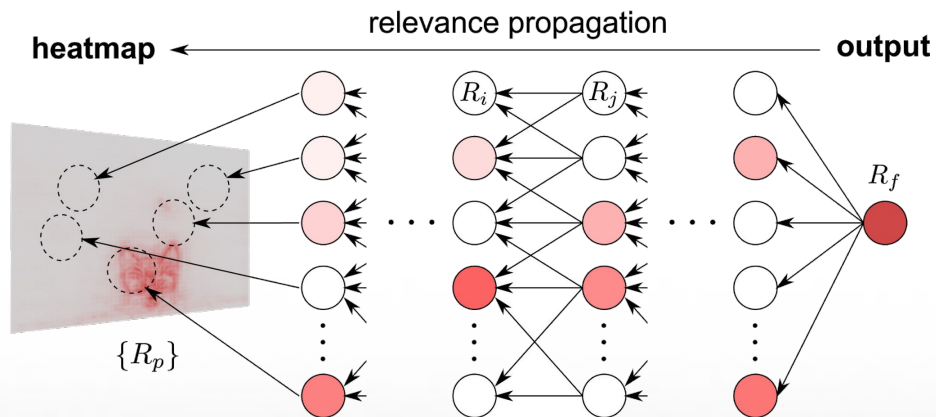 relevance propagation
heatmap
output
R_i
R_j
R_f
{R_p}